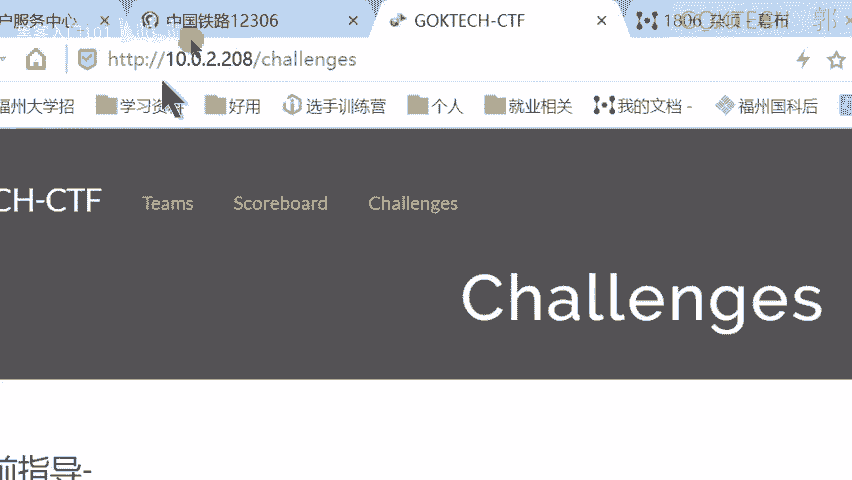 户服务中心 中国铁路12306 GOKTECH-CTF 1806_杂项 - 幕布
http://10.0.2.208/challenges
福州大学招 学习资 好用 选手训练营 个人 就业相关 我的文档 - 福州国科后
CH-CTF Teams Scoreboard Challenges
Challenges
前指导-